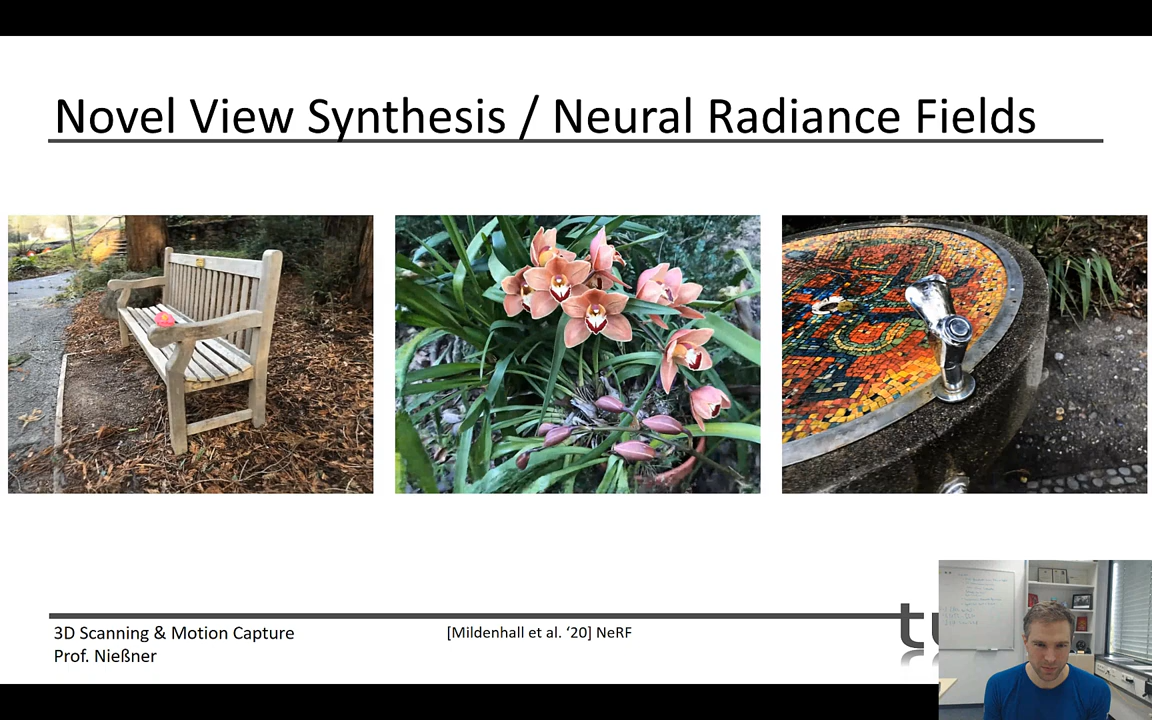 Novel View Synthesis / Neural Radiance Fields
3D Scanning & Motion Capture
Prof. Nießner
[Mildenhall et al. ‘20] NeRF